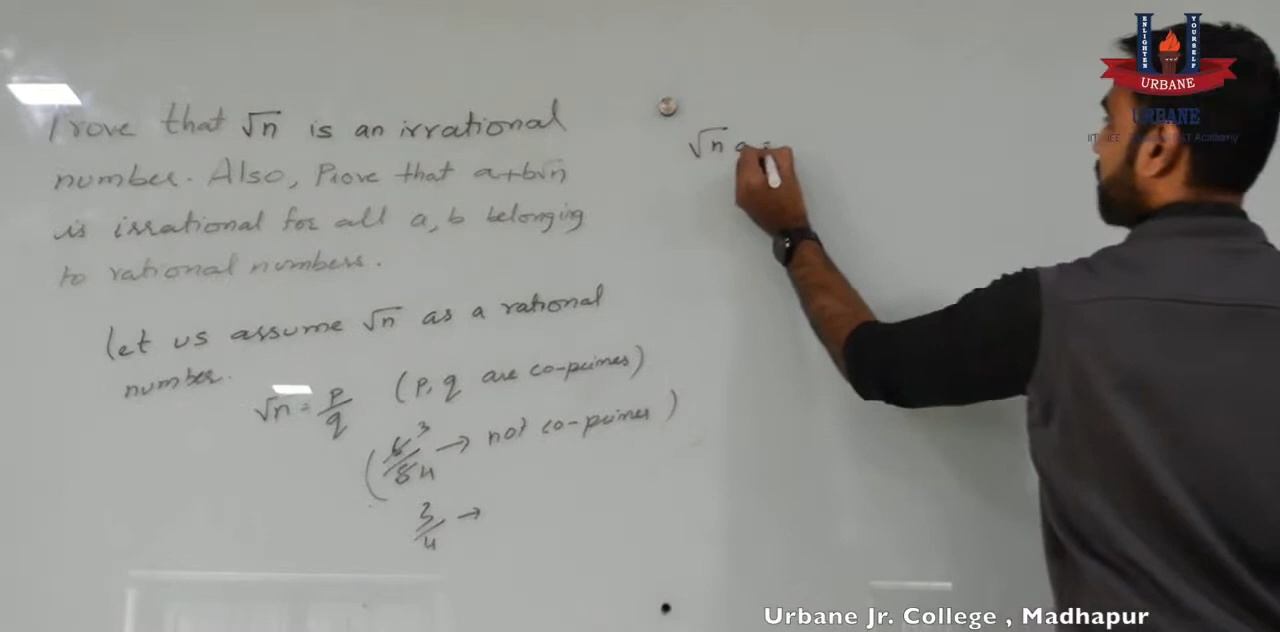 Prove that √n is an irrational
number. Also, Prove that a+b√n
is irrational for all a, b belonging
to rational numbers.
Let us assume √n as a rational
number.
√n = p/q (p, q are co-primes)
(6/8 3/4 → not co-primes)
3/4 →
√n q =
ENLIGHTEN
YOURSELF
URBANE
URBANE
Urbane Jr. College , Madhapur